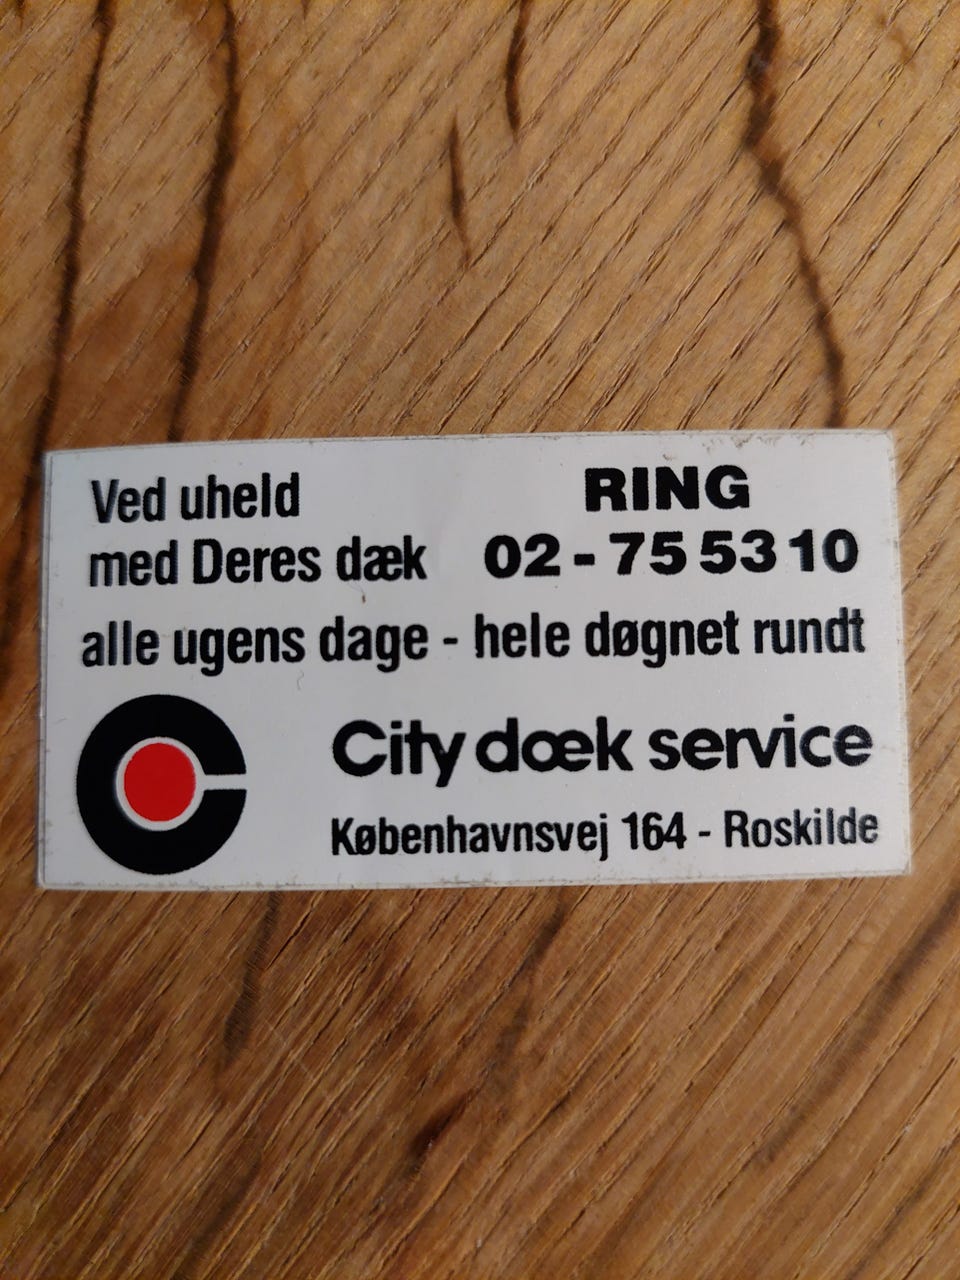 Ved uheld
med Deres dæk
RING
02-75 53 10
alle ugens dage - hele døgnet rundt
City dæk service
Københavnsvej 164 - Roskilde